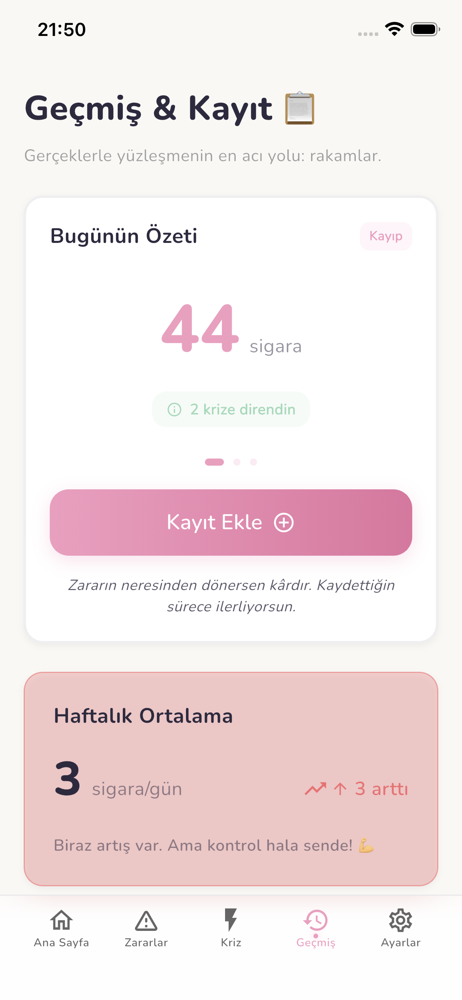 21:50
Geçmiş & Kayıt
Gerçeklerle yüzleşmenin en acı yolu: rakamlar.
Bugünün Özeti
Kayıp
44 sigara
2 krize direndin
Kayıt Ekle
Zararın neresinden dönersen kârdır. Kaydettiğin
sürece ilerliyorsun.
Haftalık Ortalama
3 sigara/gün
↑ 3 arttı
Biraz artış var. Ama kontrol hala sende! 💪
Ana Sayfa
Zararlar
Kriz
Geçmiş
Ayarlar